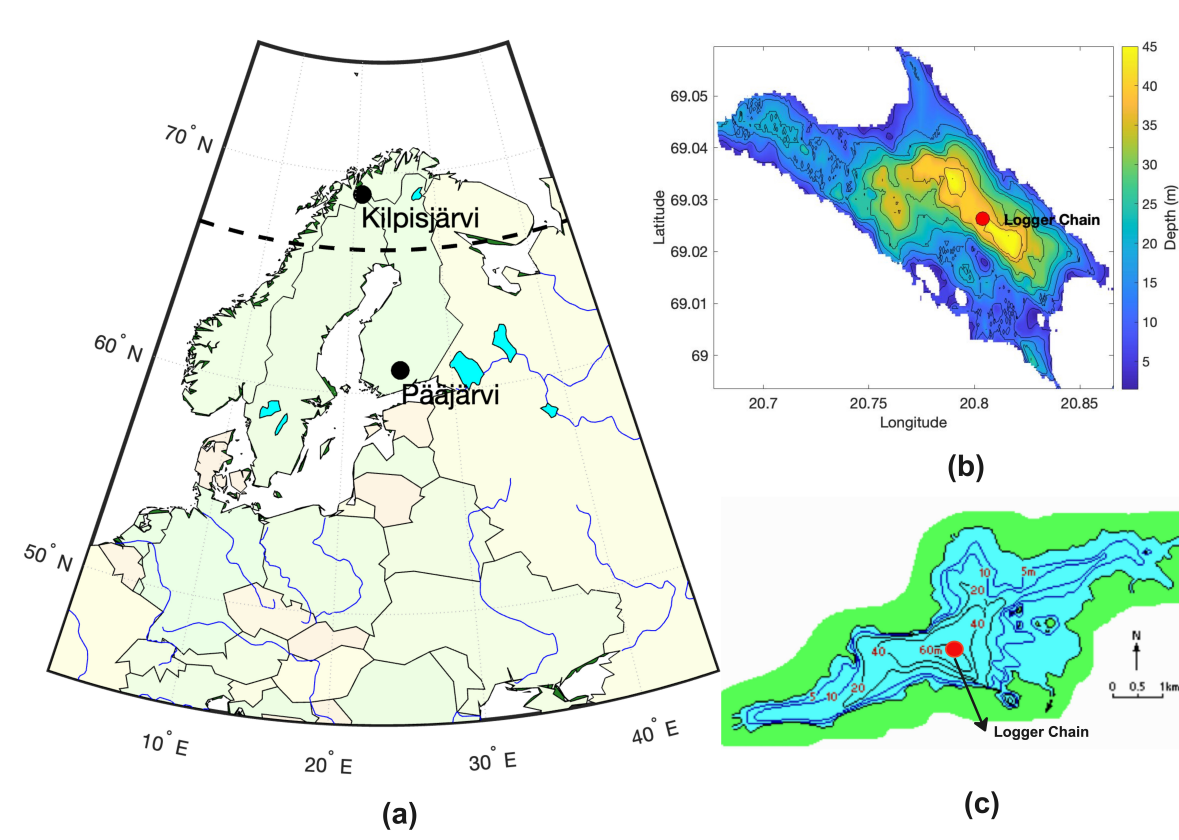 70° N
Kilpisjärvi
60° N
Pääjärvi
50° N
10° E
20° E
30° E
40° E
(a)
69.05
69.04
69.03
69.02
69.01
69
Latitude
20.7
20.75
20.8
20.85
Longitude
Logger Chain
45
40
35
30
25
20
15
10
5
Depth (m)
(b)
10
5m
20
40
40
60m
5
10
20
N
0 0.5 1km
Logger Chain
(c)